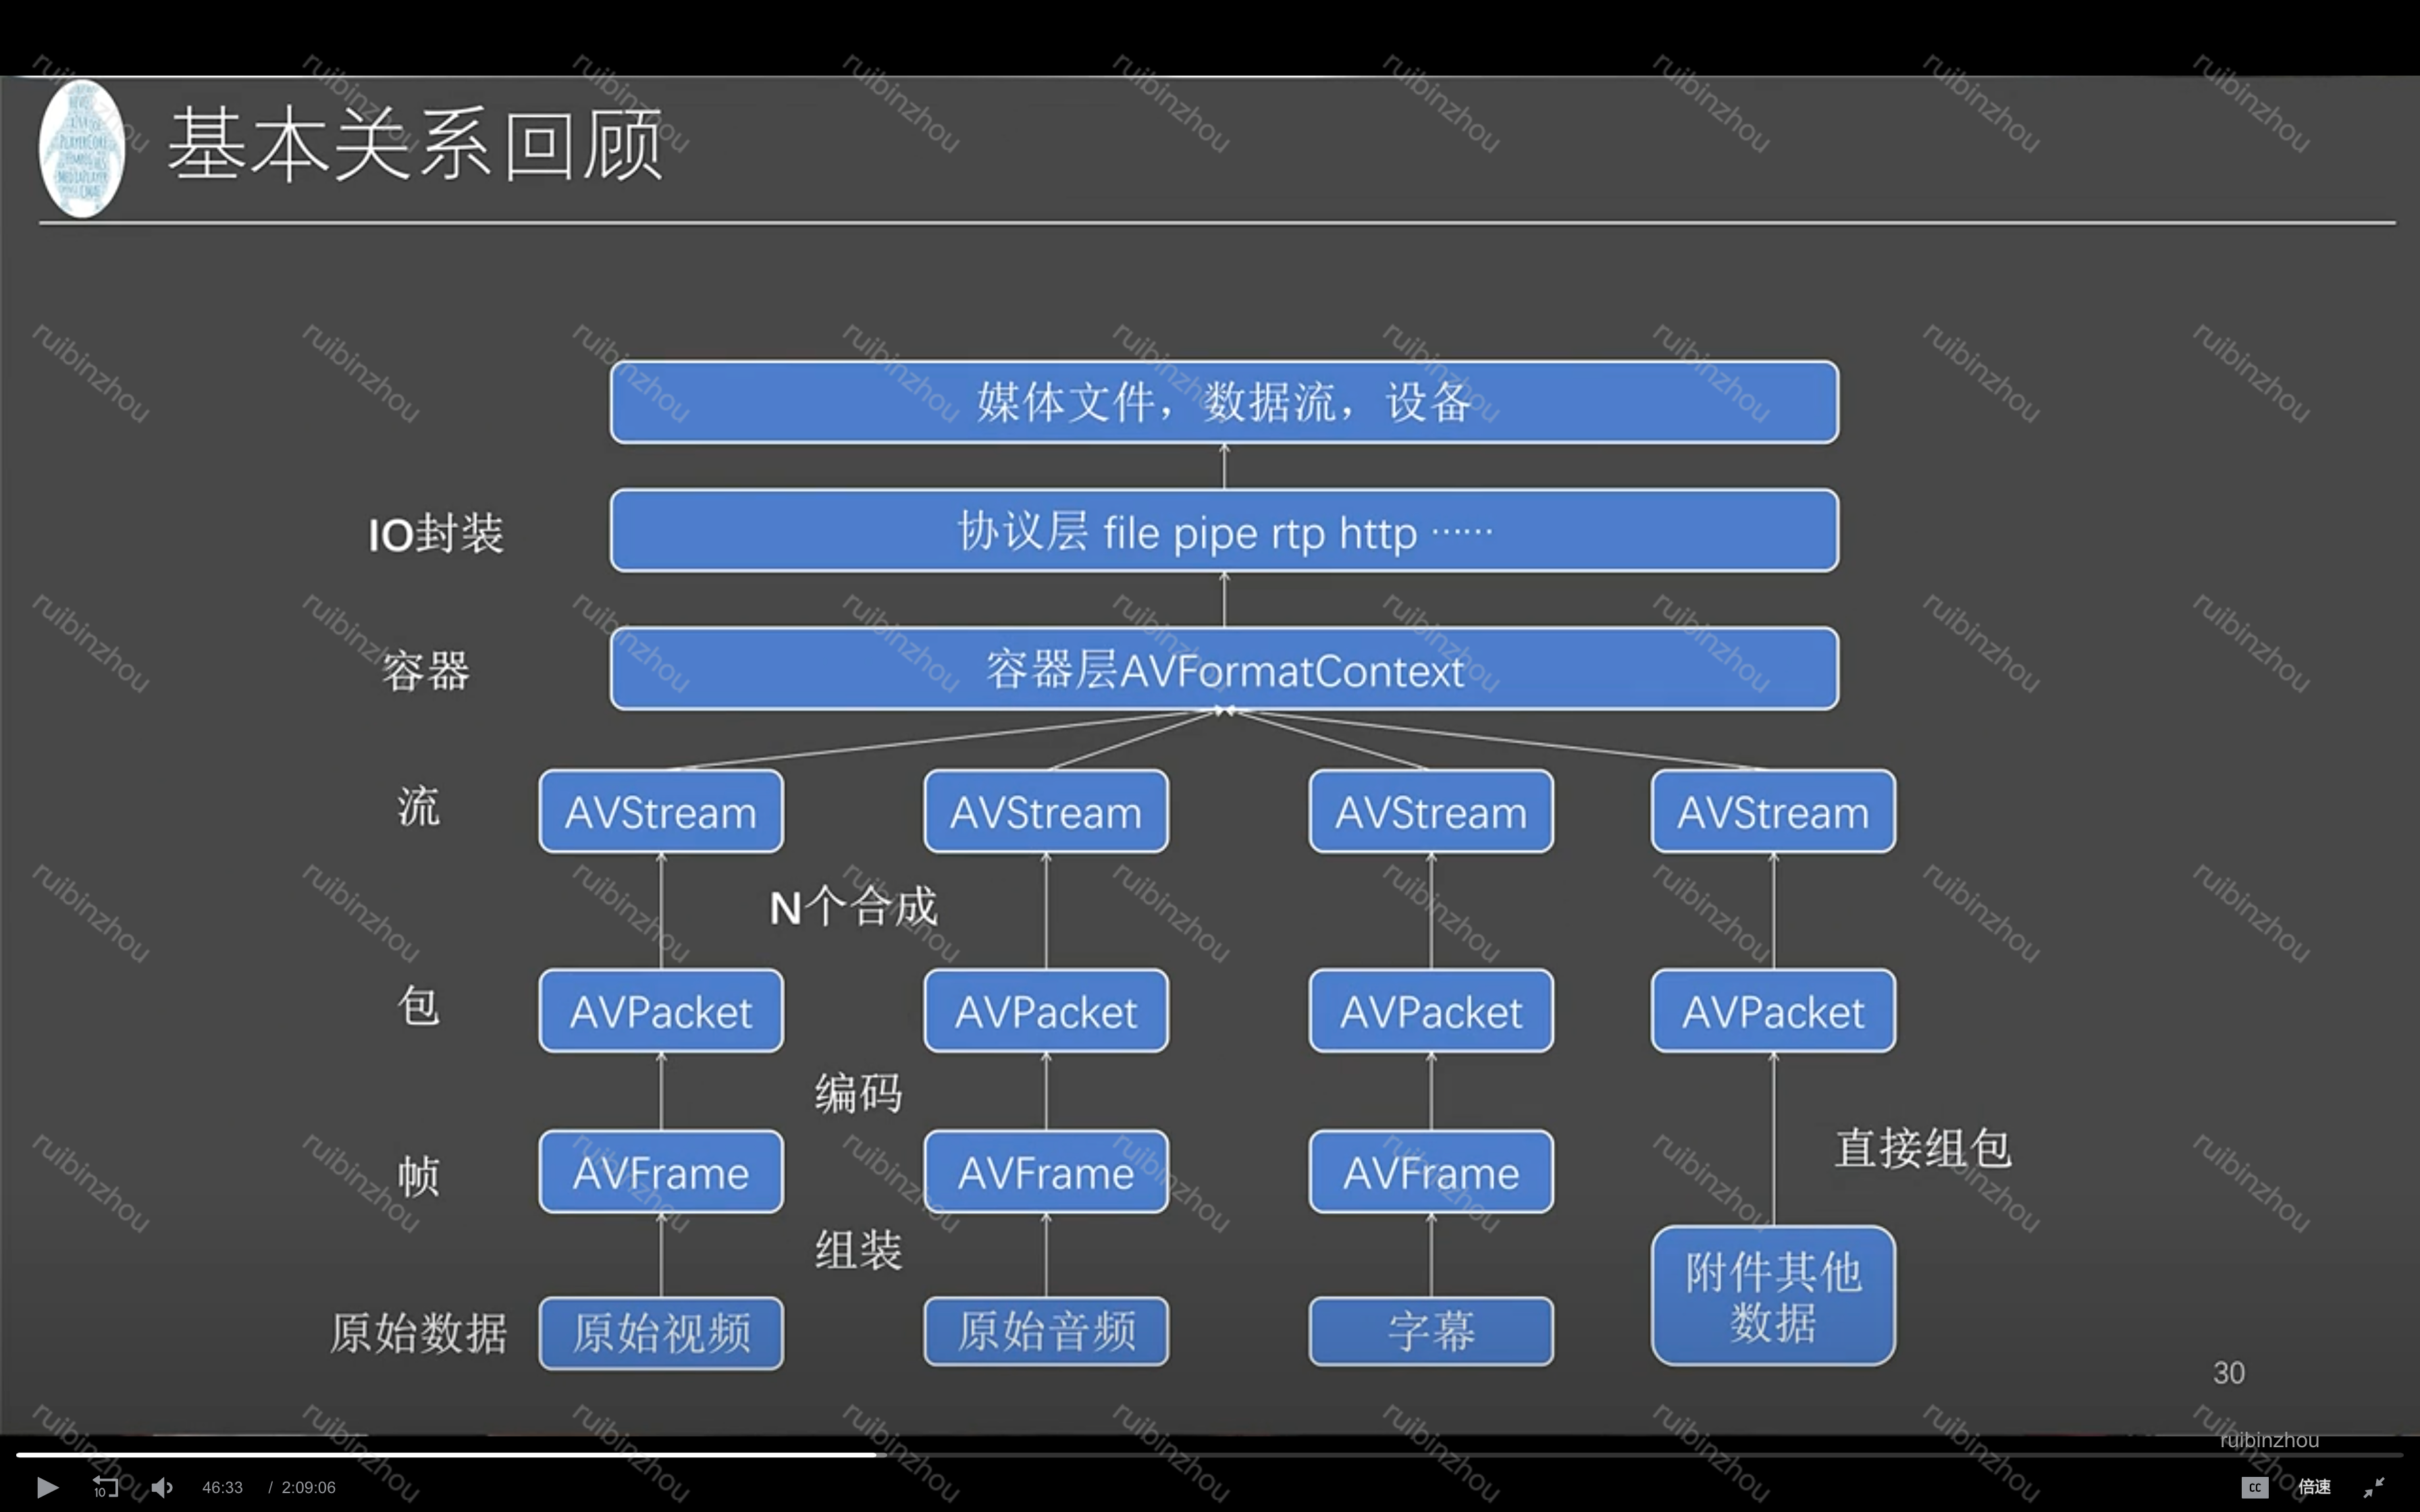 基本关系回顾
媒体文件，数据流，设备
IO封装
协议层 file pipe rtp http ……
容器
容器层AVFormatContext
流
AVStream
AVStream
AVStream
AVStream
N个合成
包
AVPacket
AVPacket
AVPacket
AVPacket
编码
直接组包
帧
AVFrame
AVFrame
AVFrame
组装
原始数据
原始视频
原始音频
字幕
附件其他
数据
30
ruibinzhou
46:33 / 2:09:06
10
CC
倍速